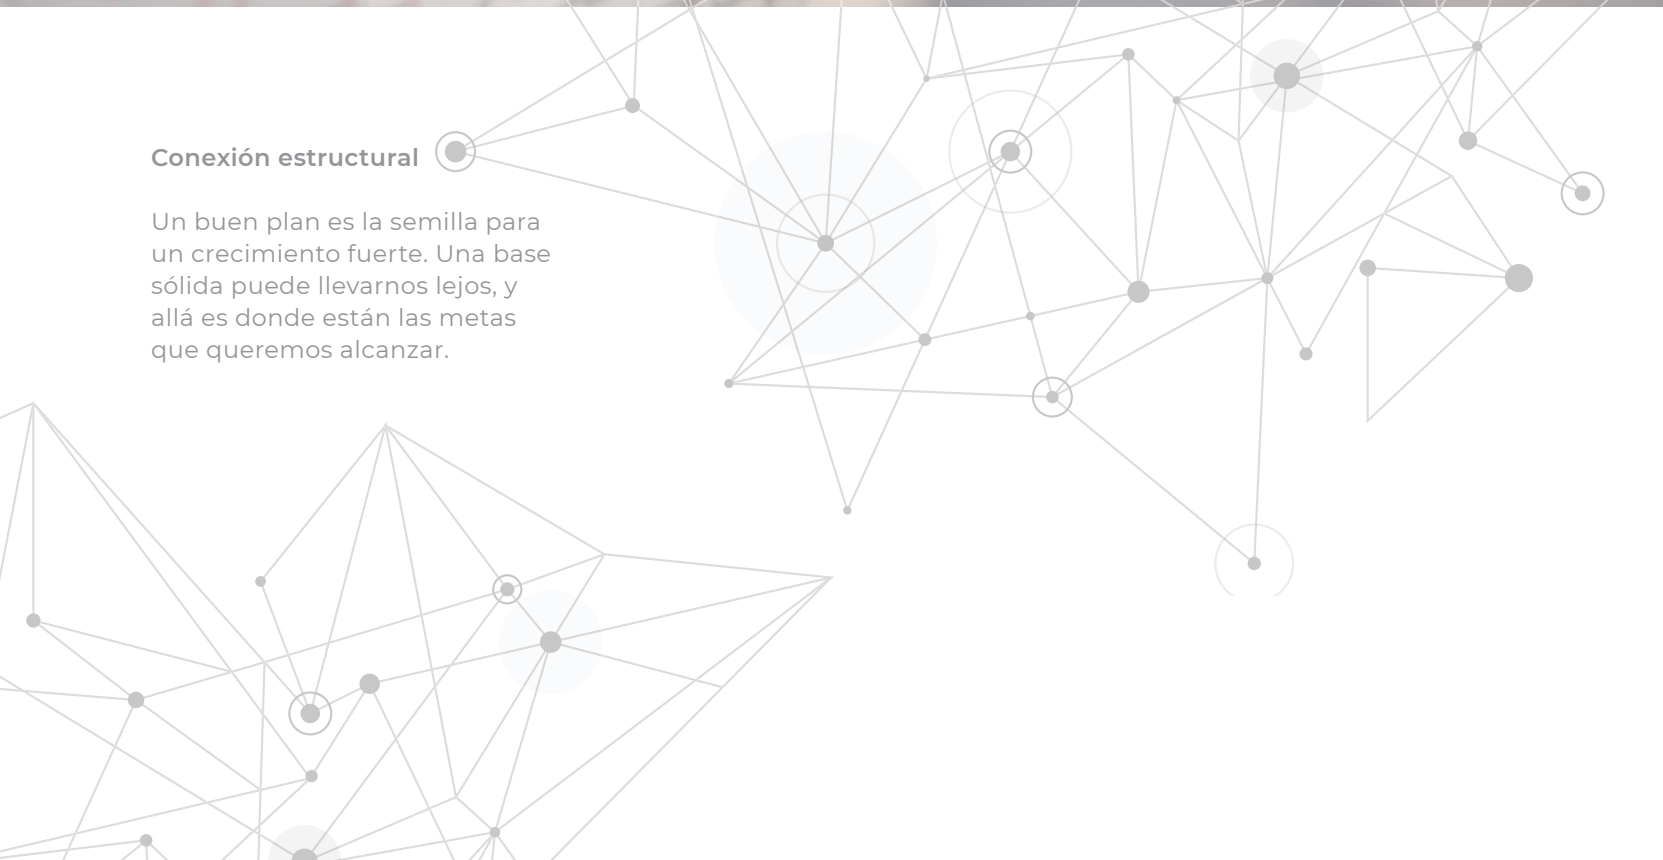 Conexión estructural
Un buen plan es la semilla para
un crecimiento fuerte. Una base
sólida puede llevarnos lejos, y
allá es donde están las metas
que queremos alcanzar.